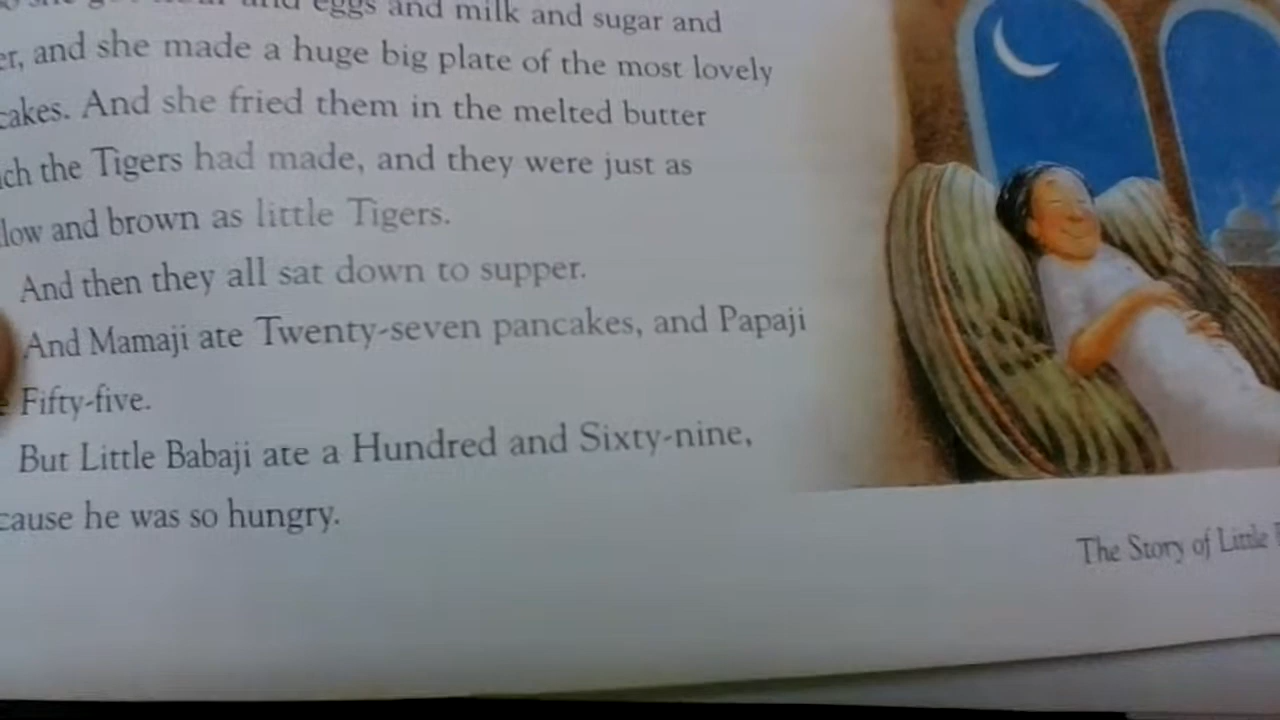 eggs and milk and sugar and
er, and she made a huge big plate of the most lovely
cakes. And she fried them in the melted butter
ich the Tigers had made, and they were just as
llow and brown as little Tigers.
And then they all sat down to supper.
And Mamaji ate Twenty-seven pancakes, and Papaji
Fifty-five.
But Little Babaji ate a Hundred and Sixty-nine,
cause he was so hungry.
The Story of Little